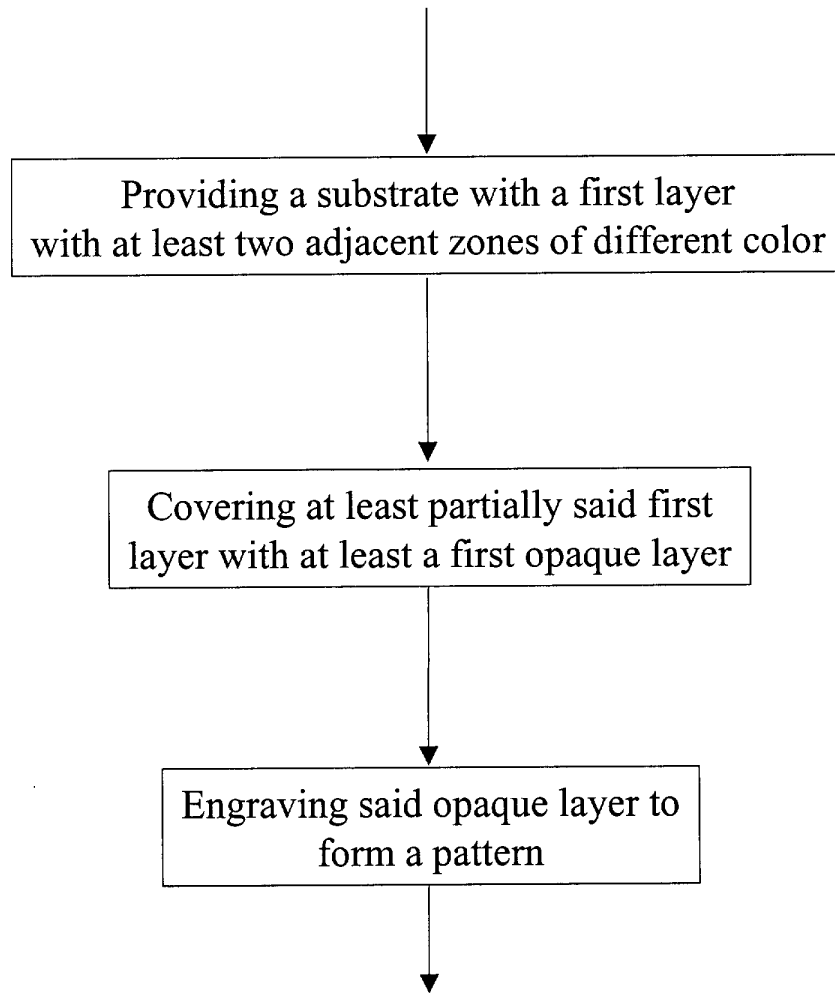 Providing a substrate with a first layer
with at least two adjacent zones of different color
Covering at least partially said first
layer with at least a first opaque layer
Engraving said opaque layer to
form a pattern